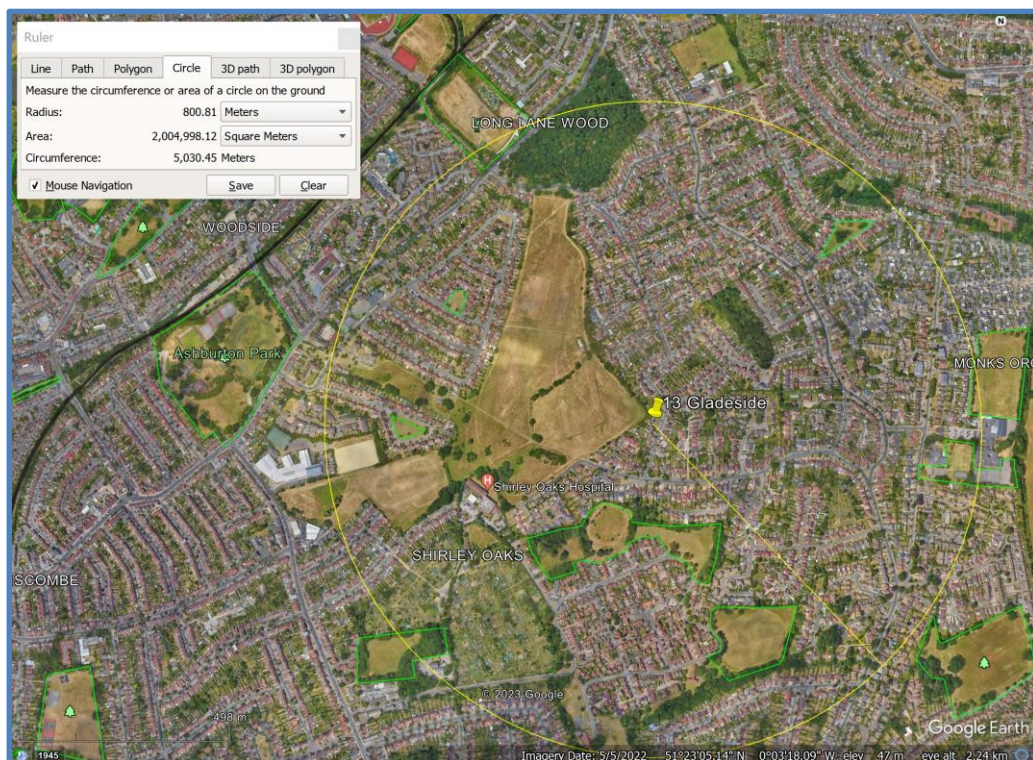 Ruler
Line Path Polygon Circle 3D path 3D polygon
Measure the circumference or area of a circle on the ground
Radius: 800.81 Meters
Area: 2,004,998.12 Square Meters
Circumference: 5,030.45 Meters
Mouse Navigation Save Clear
N
LONG LANE WOOD
WOODSIDE
Ashburton Park
MONKS ORC
13 Gladeside
H
Shirley Oaks Hospital
SHIRLEY OAKS
ISCOMBE
© 2023 Google
498 m
Google Earth
1945
Imagery Date: 5/5/2022 51°23'05.14" N 0°03'18.09" W elev 47 m eye alt 2.24 km